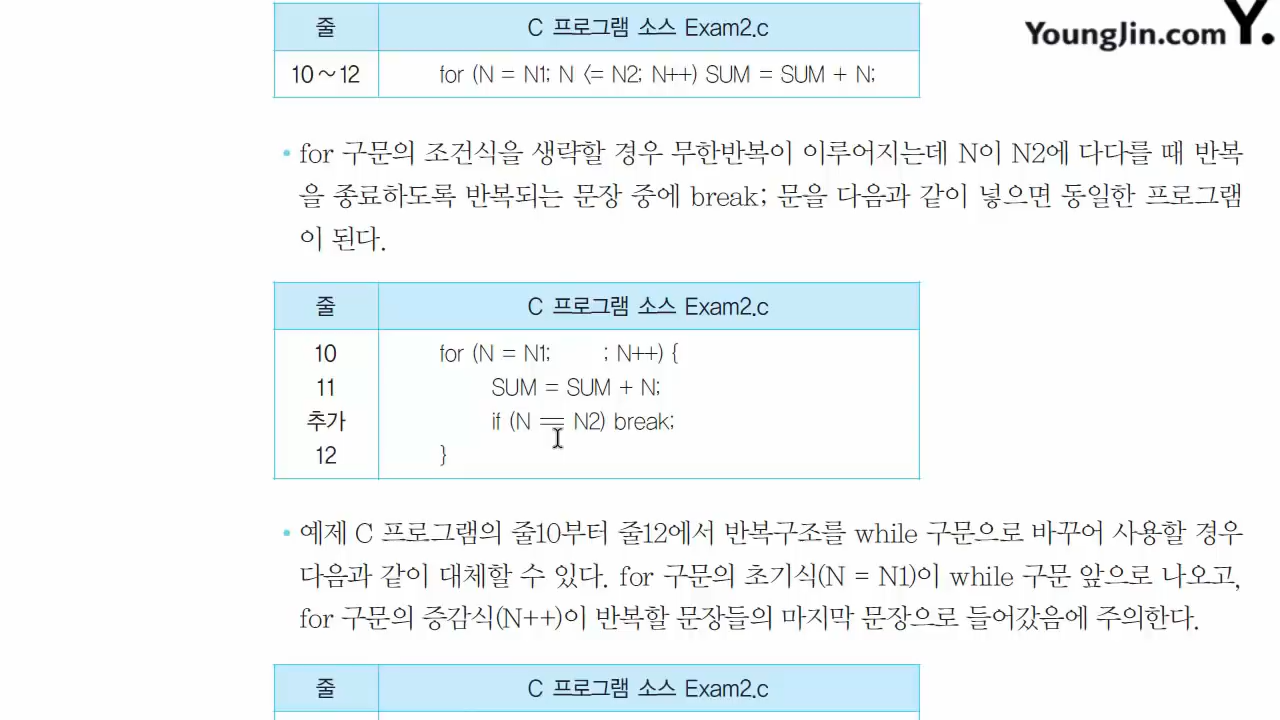 YoungJin.com Y.
줄 C 프로그램 소스 Exam2.c
10~12 for (N = N1; N <= N2; N++) SUM = SUM + N;
• for 구문의 조건식을 생략할 경우 무한반복이 이루어지는데 N이 N2에 다다를 때 반복
을 종료하도록 반복되는 문장 중에 break; 문을 다음과 같이 넣으면 동일한 프로그램
이 된다.
줄 C 프로그램 소스 Exam2.c
10 for (N = N1; ; N++) {
11 SUM = SUM + N;
추가 if (N == N2) break;
12 }
• 예제 C 프로그램의 줄10부터 줄12에서 반복구조를 while 구문으로 바꾸어 사용할 경우
다음과 같이 대체할 수 있다. for 구문의 초기식(N = N1)이 while 구문 앞으로 나오고,
for 구문의 증감식(N++)이 반복할 문장들의 마지막 문장으로 들어갔음에 주의한다.
줄 C 프로그램 소스 Exam2.c